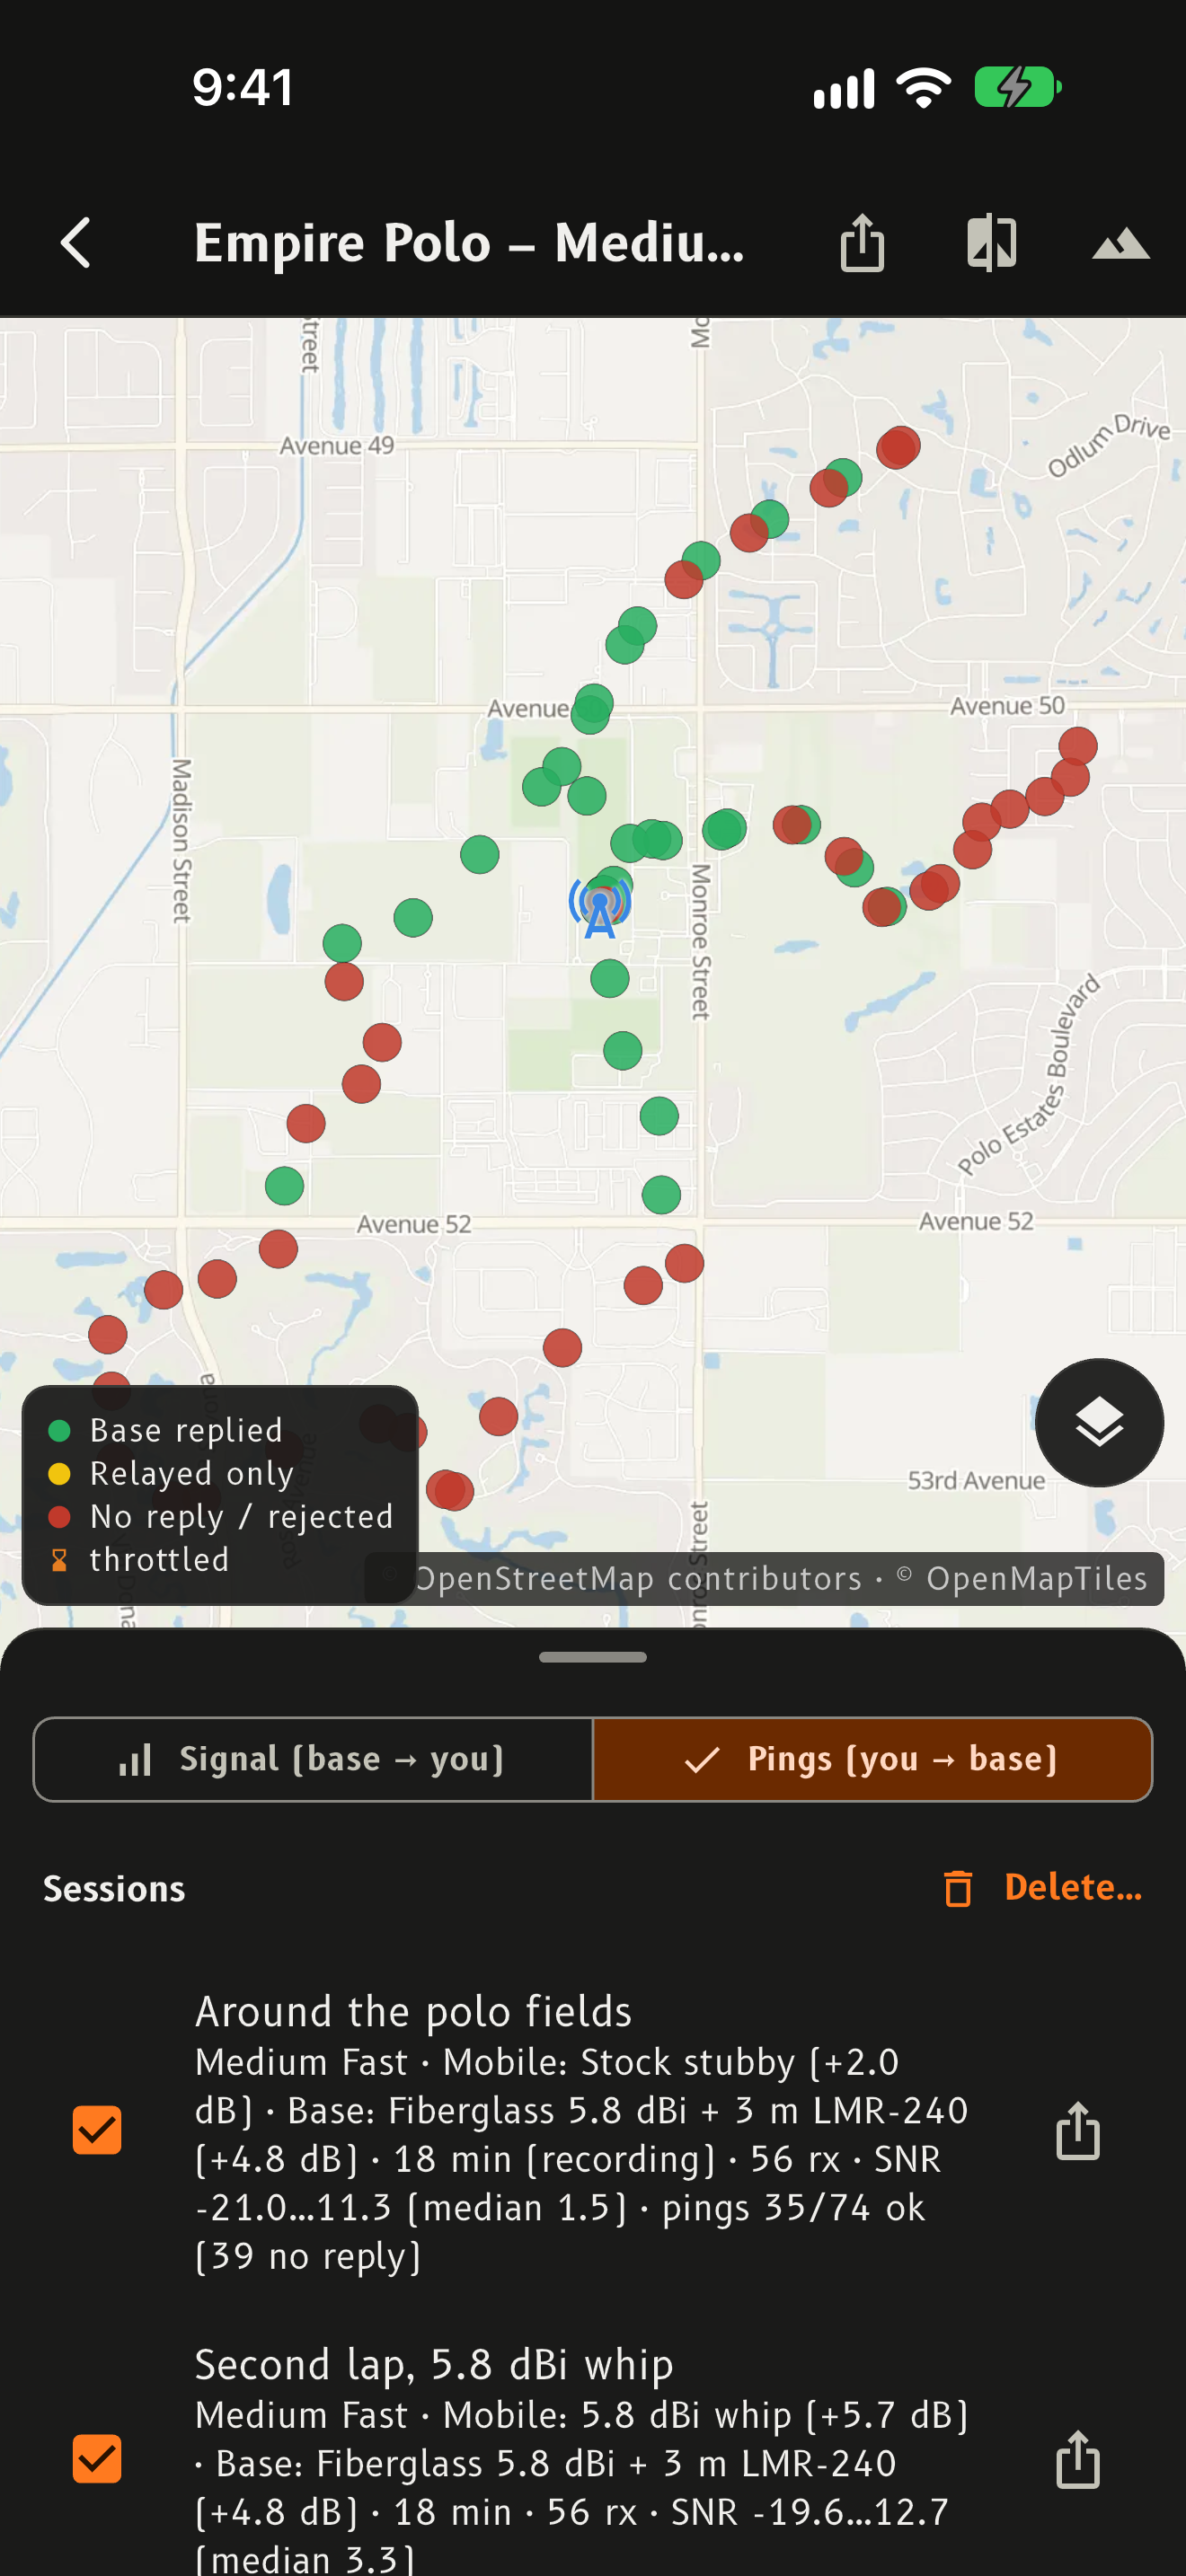 9:41
Empire Polo – Mediu...
Street
Mo
Avenue 49
Odlum Drive
Avenue
Avenue 50
Madison Street
Monroe Street
Polo Estates Boulevard
Avenue 52
Avenue 52
53rd Avenue
Base replied
Relayed only
No reply / rejected
throttled
© OpenStreetMap contributors · © OpenMapTiles
Signal (base → you)
Pings (you → base)
Sessions
Delete...
Around the polo fields
Medium Fast · Mobile: Stock stubby (+2.0
dB) · Base: Fiberglass 5.8 dBi + 3 m LMR-240
(+4.8 dB) · 18 min (recording) · 56 rx · SNR
-21.0...11.3 (median 1.5) · pings 35/74 ok
(39 no reply)
Second lap, 5.8 dBi whip
Medium Fast · Mobile: 5.8 dBi whip (+5.7 dB)
· Base: Fiberglass 5.8 dBi + 3 m LMR-240
(+4.8 dB) · 18 min · 56 rx · SNR -19.6...12.7
(median 3.3)